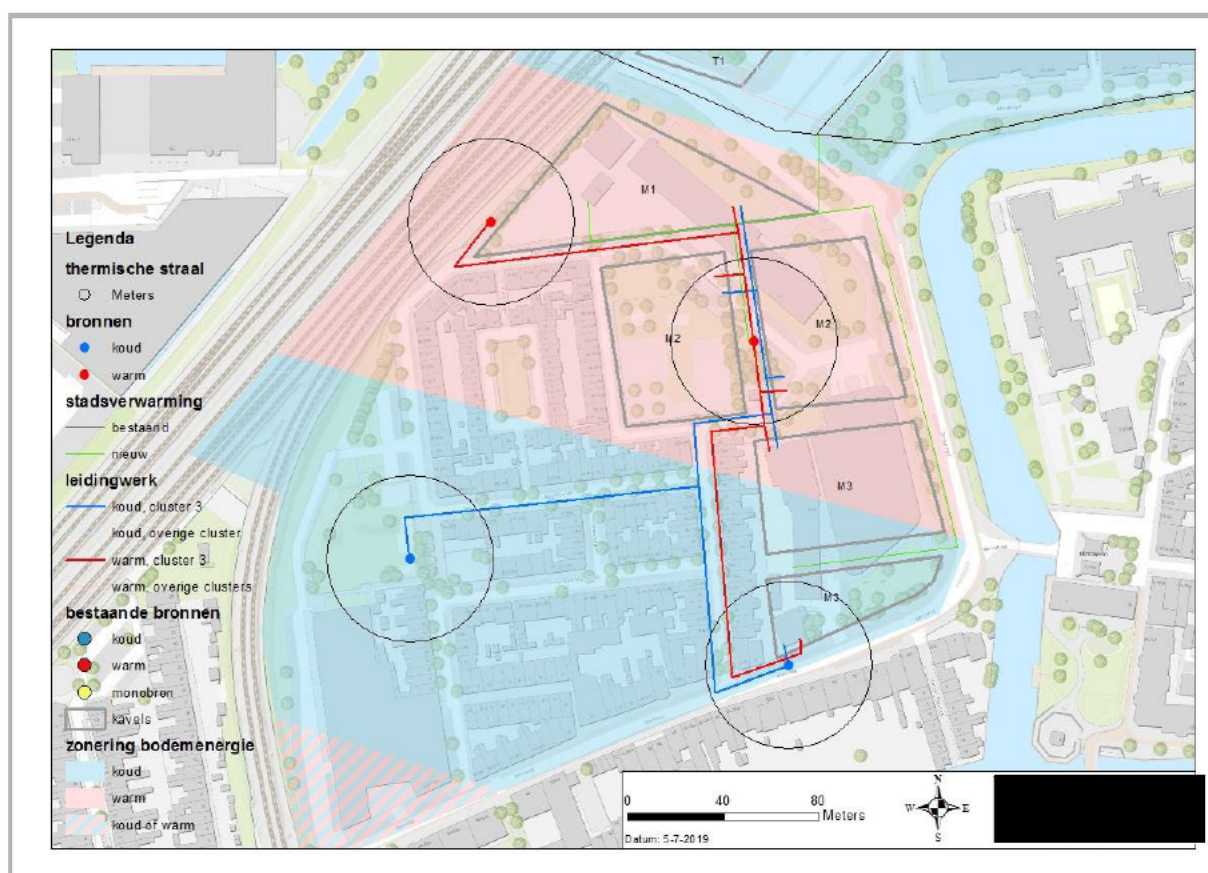 T1
M1
M2
M2
M3
M3
Legenda
thermische straal
Meters
bronnen
koud
warm
stadsverwarming
bestaand
nieuw
leidingwerk
koud, cluster 3
koud, overige cluster
warm, cluster 3
warm, overige clusters
bestaande bronnen
koud
warm
monobron
kavels
zonering bodemenergie
koud
warm
koud of warm
0 40 80
Meters
Datum: 5-7-2019
N
W E
S